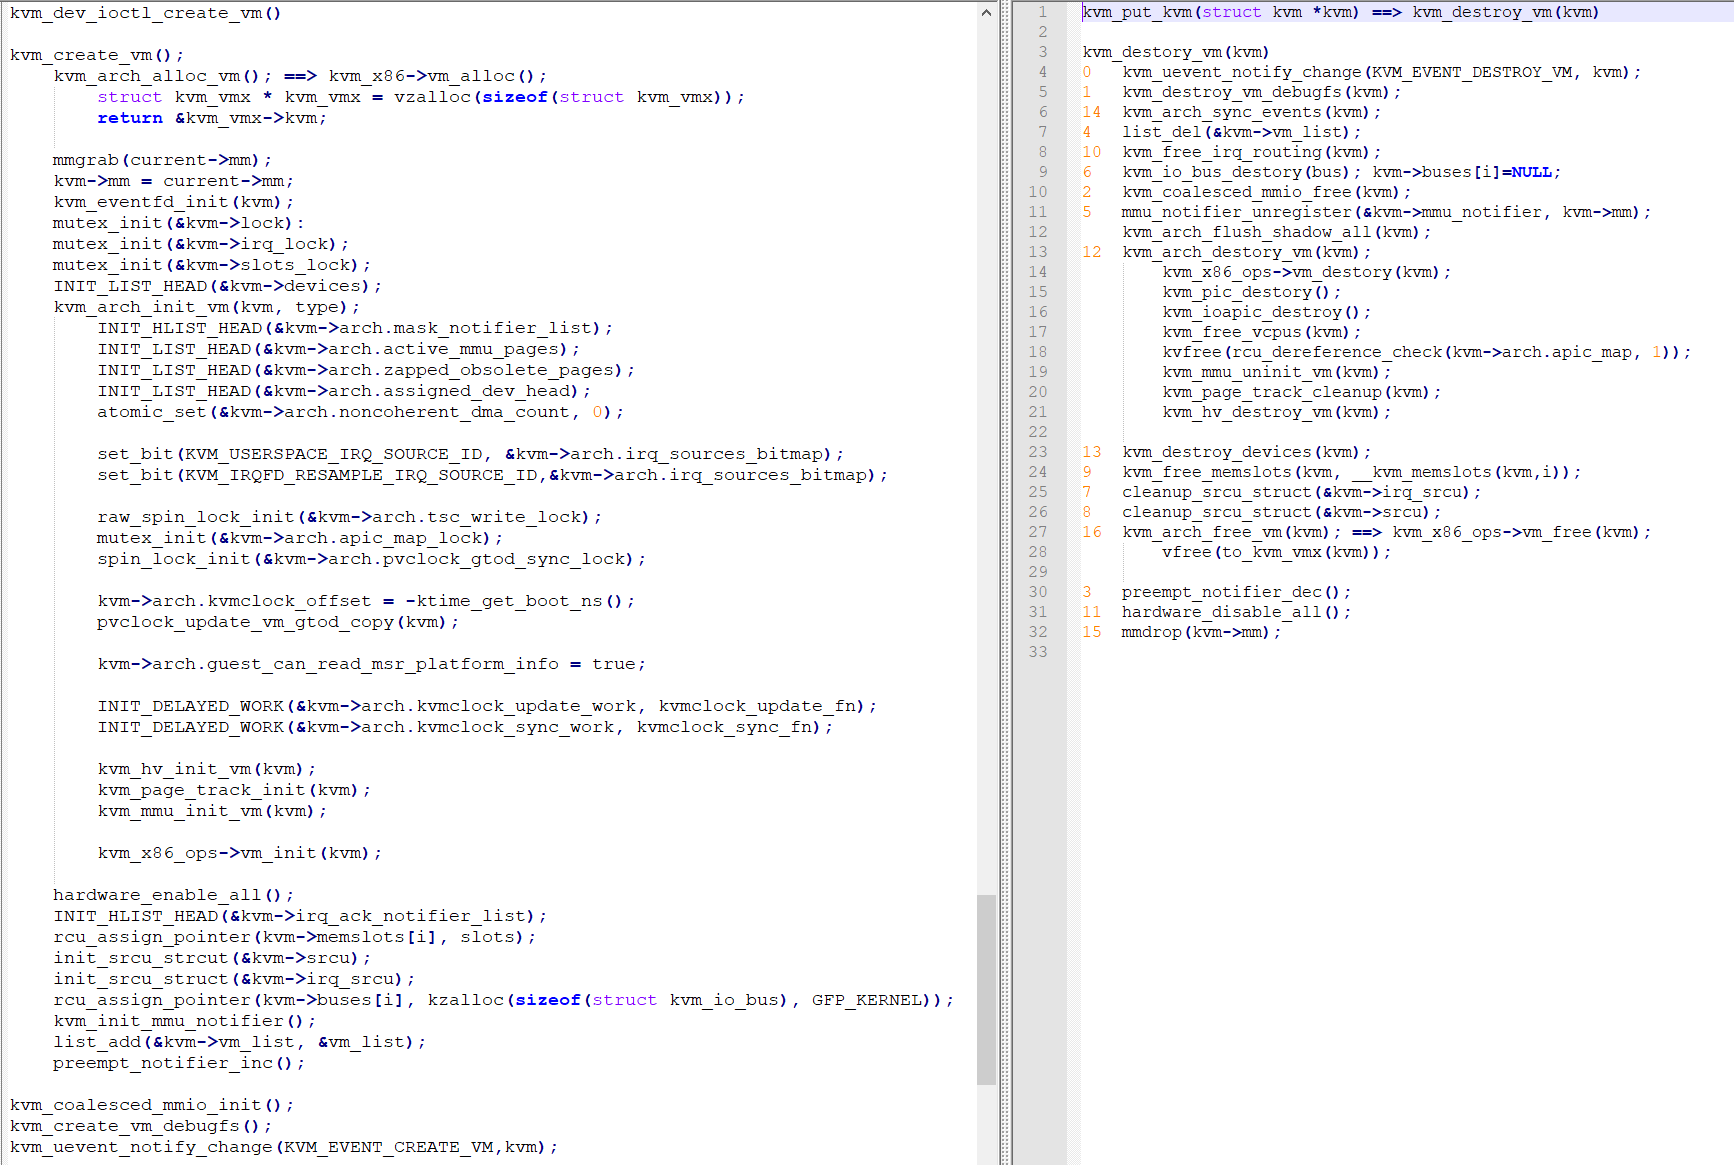 kvm_dev_ioctl_create_vm()
kvm_create_vm();
kvm_arch_alloc_vm(); ==> kvm_x86->vm_alloc();
struct kvm_vmx * kvm_vmx = vzalloc(sizeof(struct kvm_vmx));
return &kvm_vmx->kvm;
mmgrab(current->mm);
kvm->mm = current->mm;
kvm_eventfd_init(kvm);
mutex_init(&kvm->lock):
mutex_init(&kvm->irq_lock);
mutex_init(&kvm->slots_lock);
INIT_LIST_HEAD(&kvm->devices);
kvm_arch_init_vm(kvm, type);
INIT_HLIST_HEAD(&kvm->arch.mask_notifier_list);
INIT_LIST_HEAD(&kvm->arch.active_mmu_pages);
INIT_LIST_HEAD(&kvm->arch.zapped_obsolete_pages);
INIT_LIST_HEAD(&kvm->arch.assigned_dev_head);
atomic_set(&kvm->arch.noncoherent_dma_count, 0);
set_bit(KVM_USERSPACE_IRQ_SOURCE_ID, &kvm->arch.irq_sources_bitmap);
set_bit(KVM_IRQFD_RESAMPLE_IRQ_SOURCE_ID,&kvm->arch.irq_sources_bitmap);
raw_spin_lock_init(&kvm->arch.tsc_write_lock);
mutex_init(&kvm->arch.apic_map_lock);
spin_lock_init(&kvm->arch.pvclock_gtod_sync_lock);
kvm->arch.kvmclock_offset = -ktime_get_boot_ns();
pvclock_update_vm_gtod_copy(kvm);
kvm->arch.guest_can_read_msr_platform_info = true;
INIT_DELAYED_WORK(&kvm->arch.kvmclock_update_work, kvmclock_update_fn);
INIT_DELAYED_WORK(&kvm->arch.kvmclock_sync_work, kvmclock_sync_fn);
kvm_hv_init_vm(kvm);
kvm_page_track_init(kvm);
kvm_mmu_init_vm(kvm);
kvm_x86_ops->vm_init(kvm);
hardware_enable_all();
INIT_HLIST_HEAD(&kvm->irq_ack_notifier_list);
rcu_assign_pointer(kvm->memslots[i], slots);
init_srcu_strcut(&kvm->srcu);
init_srcu_struct(&kvm->irq_srcu);
rcu_assign_pointer(kvm->buses[i], kzalloc(sizeof(struct kvm_io_bus), GFP_KERNEL));
kvm_init_mmu_notifier();
list_add(&kvm->vm_list, &vm_list);
preempt_notifier_inc();
kvm_coalesced_mmio_init();
kvm_create_vm_debugfs();
kvm_uevent_notify_change(KVM_EVENT_CREATE_VM,kvm);
1 kvm_put_kvm(struct kvm *kvm) ==> kvm_destroy_vm(kvm)
2
3 kvm_destory_vm(kvm)
4 0 kvm_uevent_notify_change(KVM_EVENT_DESTROY_VM, kvm);
5 1 kvm_destroy_vm_debugfs(kvm);
6 14 kvm_arch_sync_events(kvm);
7 4 list_del(&kvm->vm_list);
8 10 kvm_free_irq_routing(kvm);
9 6 kvm_io_bus_destory(bus); kvm->buses[i]=NULL;
10 2 kvm_coalesced_mmio_free(kvm);
11 5 mmu_notifier_unregister(&kvm->mmu_notifier, kvm->mm);
12 kvm_arch_flush_shadow_all(kvm);
13 12 kvm_arch_destory_vm(kvm);
14 kvm_x86_ops->vm_destory(kvm);
15 kvm_pic_destory();
16 kvm_ioapic_destroy();
17 kvm_free_vcpus(kvm);
18 kvfree(rcu_dereference_check(kvm->arch.apic_map, 1));
19 kvm_mmu_uninit_vm(kvm);
20 kvm_page_track_cleanup(kvm);
21 kvm_hv_destroy_vm(kvm);
22
23 13 kvm_destroy_devices(kvm);
24 9 kvm_free_memslots(kvm, __kvm_memslots(kvm,i));
25 7 cleanup_srcu_struct(&kvm->irq_srcu);
26 8 cleanup_srcu_struct(&kvm->srcu);
27 16 kvm_arch_free_vm(kvm); ==> kvm_x86_ops->vm_free(kvm);
28 vfree(to_kvm_vmx(kvm));
29
30 3 preempt_notifier_dec();
31 11 hardware_disable_all();
32 15 mmdrop(kvm->mm);
33